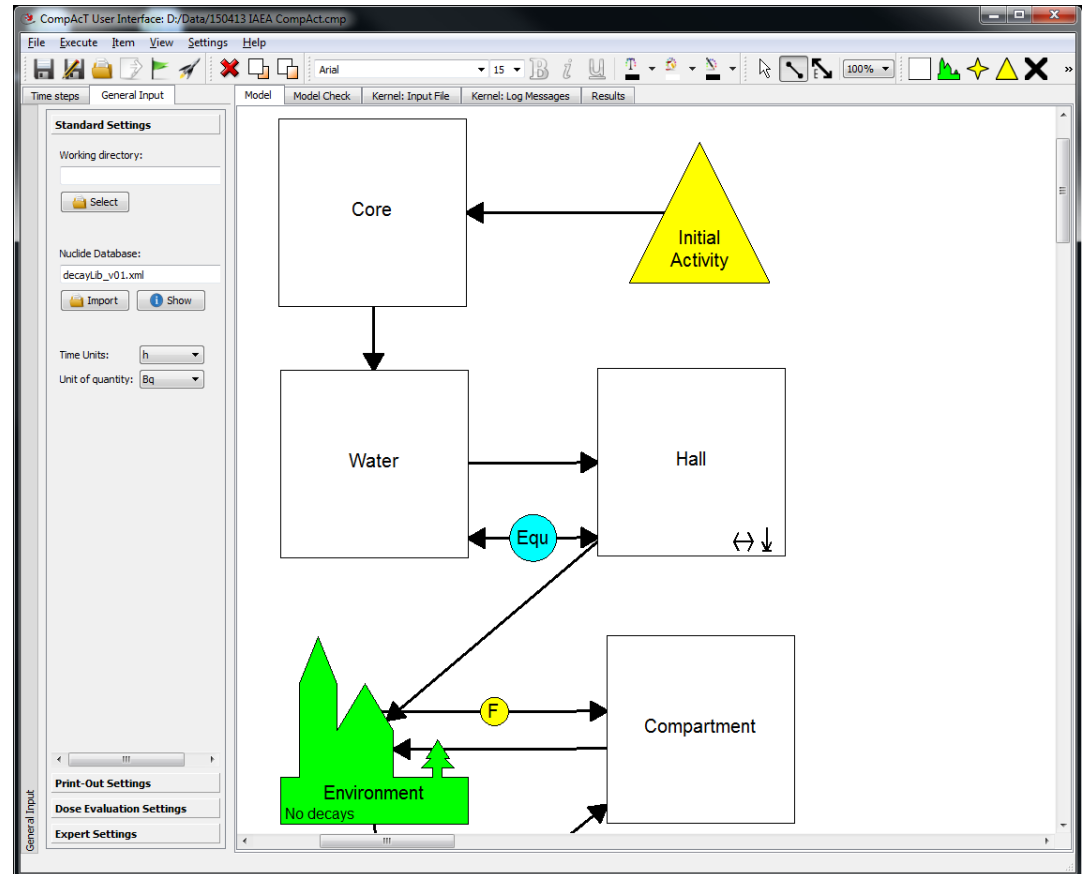 CompAcT User Interface: D:/Data/150413 IAEA CompAct.cmp
File Execute Item View Settings Help
Arial 15 B i U T E 100% »
Time steps General Input Model Model Check Kernel: Input File Kernel: Log Messages Results
Standard Settings
Working directory:
Select
Nuclide Database:
decayLib_v01.xml
Import Show
Time Units: h
Unit of quantity: Bq
Print-Out Settings
Dose Evaluation Settings
Expert Settings
General Input
Core
Initial
Activity
Water
Hall
Equ
F
Compartment
Environment
No decays